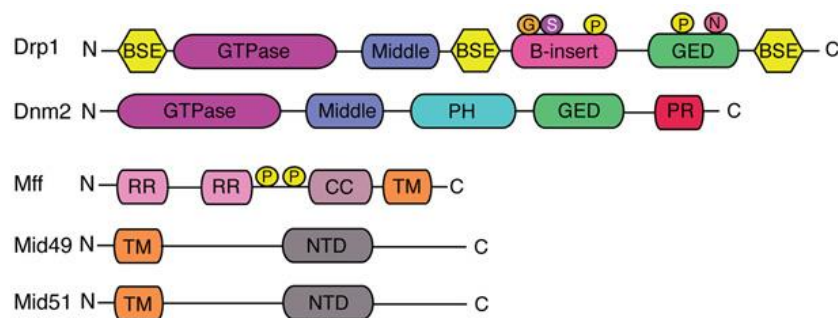 G S P P N
Drp1 N BSE GTPase Middle BSE B-insert GED BSE C
Dnm2 N GTPase Middle PH GED PR C
P P
Mff N RR RR CC TM C
Mid49 N TM NTD C
Mid51 N TM NTD C